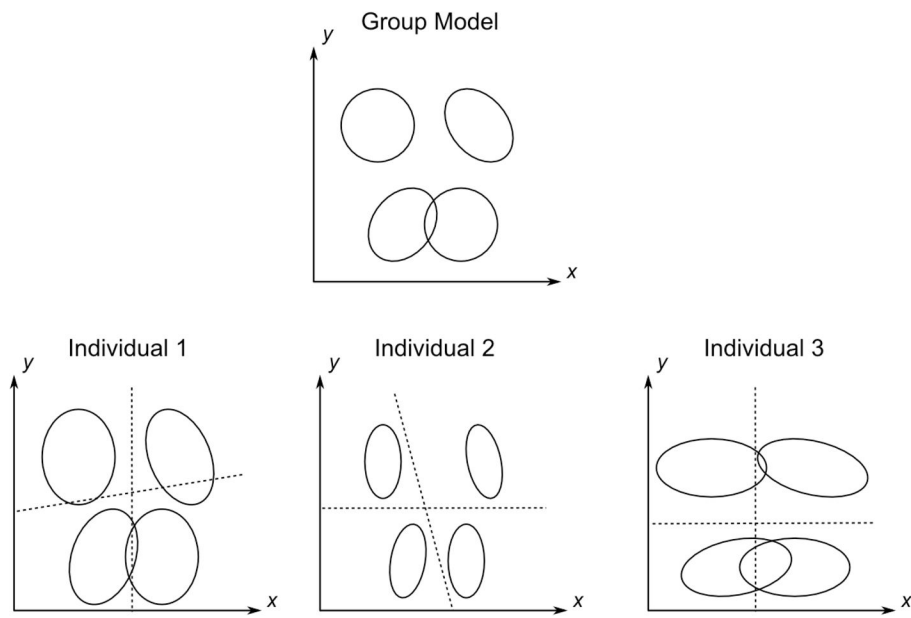 Group Model
y
x
Individual 1
Individual 2
Individual 3
y
y
y
x
x
x